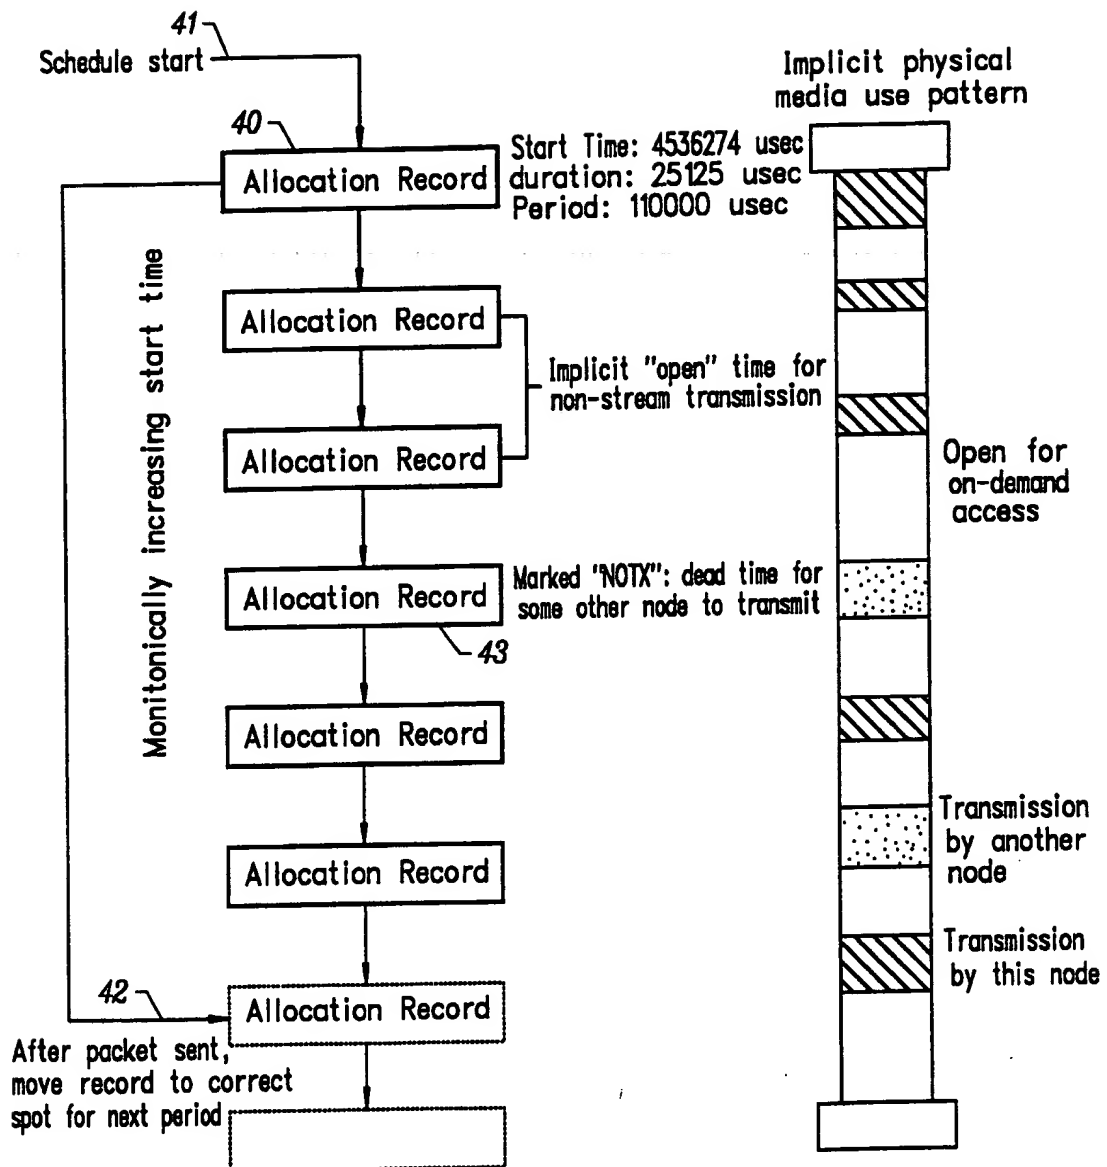 41
Schedule start
Implicit physical
media use pattern
40
Allocation Record
Start Time: 4536274 usec
duration: 25125 usec
Period: 110000 usec
Monitonically increasing start time
Allocation Record
Implicit "open" time for
non-stream transmission
Allocation Record
Open for
on-demand
access
Allocation Record
Marked "NOTX": dead time for
some other node to transmit
43
Allocation Record
Allocation Record
Transmission
by another
node
Transmission
by this node
42
Allocation Record
After packet sent,
move record to correct
spot for next period